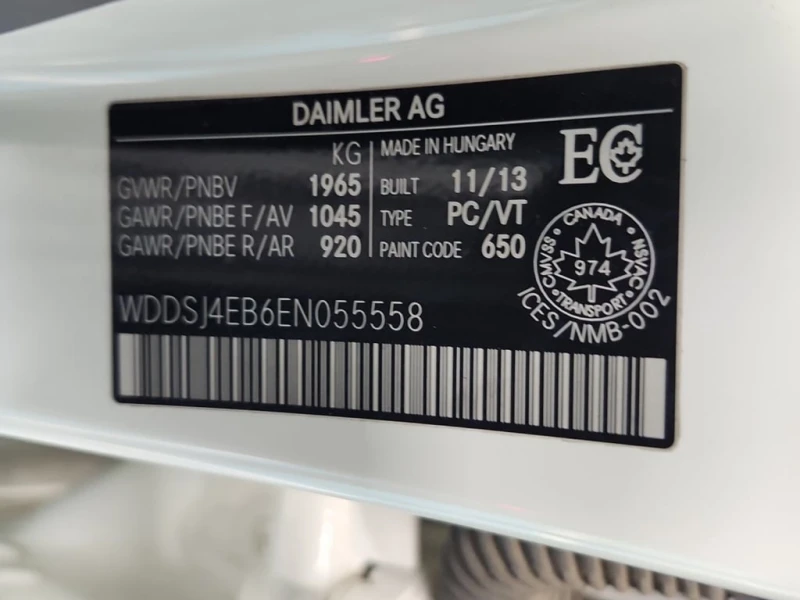 DAIMLER AG
KG
GVWR/PNBV 1965
GAWR/PNBE F/AV 1045
GAWR/PNBE R/AR 920
MADE IN HUNGARY
BUILT 11/13
TYPE PC/VT
PAINT CODE 650
EC
CANADA
CMVSS
NSVAC
974
TRANSPORT
ICES/NMB-002
WDDSJ4EB6EN055558